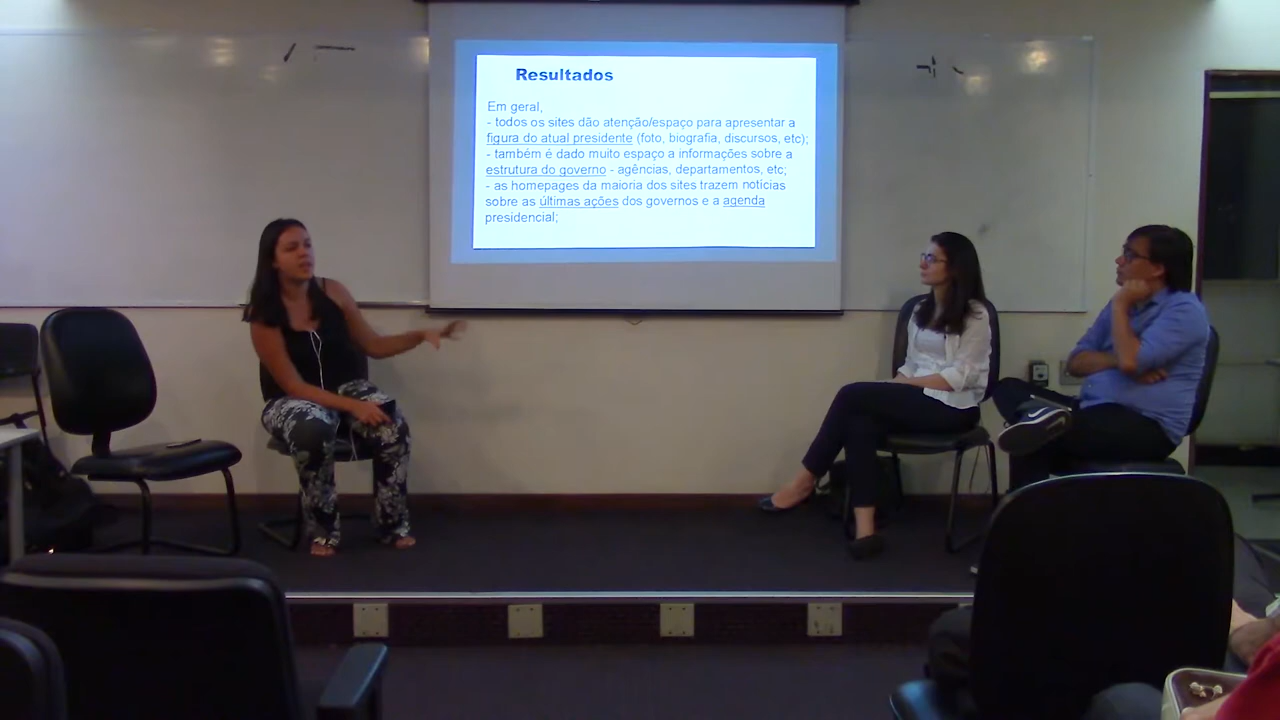 Resultados
Em geral,
- todos os sites dão atenção/espaço para apresentar a
figura do atual presidente (foto, biografia, discursos, etc);
- também é dado muito espaço a informações sobre a
estrutura do governo - agências, departamentos, etc;
- as homepages da maioria dos sites trazem notícias
sobre as últimas ações dos governos e a agenda
presidencial;